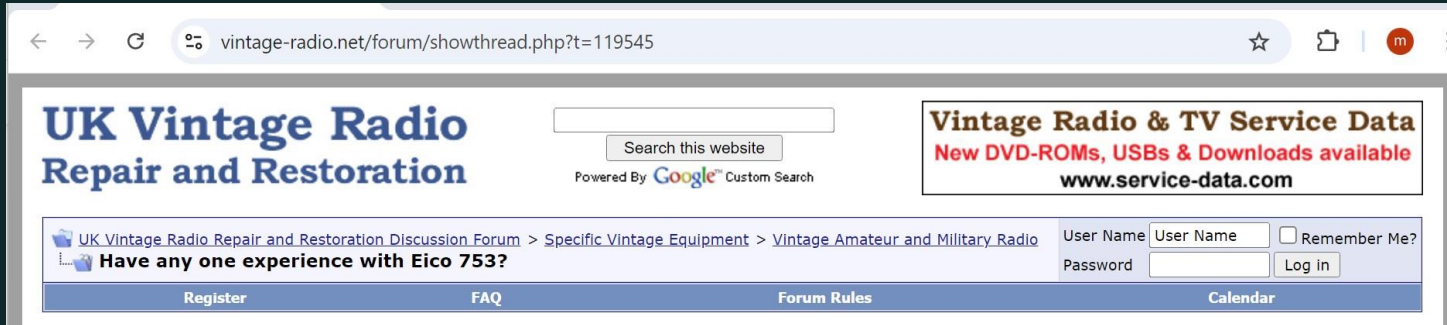 vintage-radio.net/forum/showthread.php?t=119545
m
UK Vintage Radio
Repair and Restoration
Search this website
Powered By Google™ Custom Search
Vintage Radio & TV Service Data
New DVD-ROMs, USBs & Downloads available
www.service-data.com
UK Vintage Radio Repair and Restoration Discussion Forum > Specific Vintage Equipment > Vintage Amateur and Military Radio
Have any one experience with Eico 753?
User Name User Name Remember Me?
Password Log in
Register FAQ Forum Rules Calendar